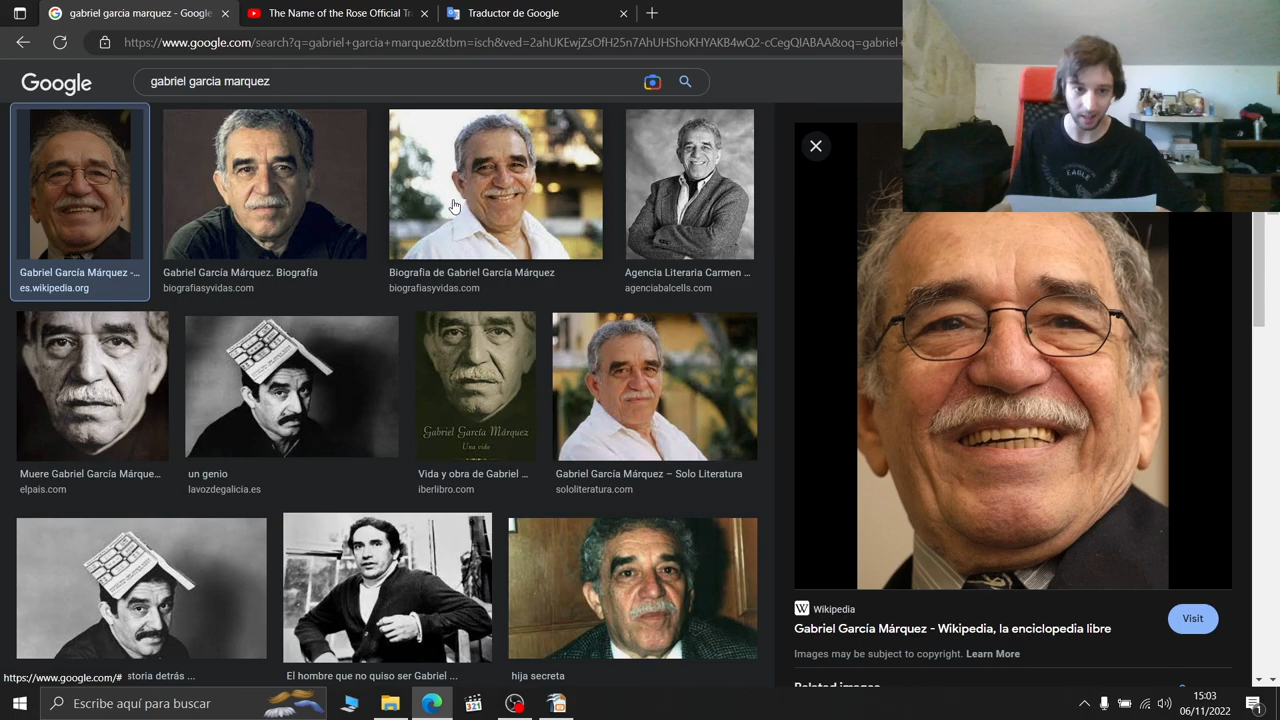 gabriel garcia marquez - Google
The Name of the Rose Official Tr
Traductor de Google
https://www.google.com/search?q=gabriel+garcia+marquez&tbm=isch&ved=2ahUKEwjZsOfH25n7AhUHShoKHYAKB4wQ2-cCegQIABAA&oq=gabriel+
Google
gabriel garcia marquez
EAGLE
Gabriel García Márquez -...
es.wikipedia.org
Gabriel García Márquez. Biografía
biografiasyvidas.com
Biografia de Gabriel García Márquez
biografiasyvidas.com
Agencia Literaria Carmen ...
agenciabalcells.com
Gabriel García Márquez
Una vida
Muere Gabriel García Márque...
elpais.com
un genio
lavozdegalicia.es
Vida y obra de Gabriel ...
iberlibro.com
Gabriel García Márquez – Solo Literatura
sololiteratura.com
W Wikipedia
Gabriel García Márquez - Wikipedia, la enciclopedia libre
Visit
Images may be subject to copyright. Learn More
Related images
https://www.google.com/#
storia detrás ...
El hombre que no quiso ser Gabriel ...
hija secreta
Escribe aquí para buscar
321
15:03
06/11/2022
1